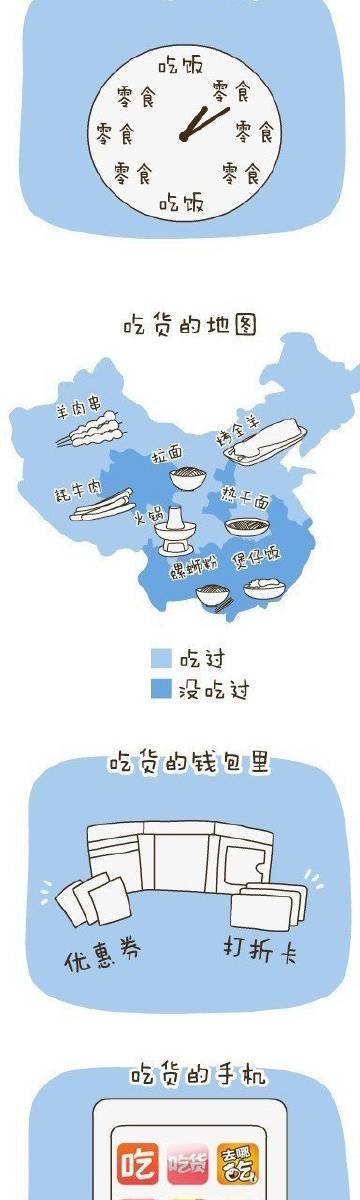 吃饭
零食 零食
零食 零食
零食 零食
吃饭
吃货的地图
羊肉串
烤全羊
拉面
牦牛肉
热干面
火锅
螺蛳粉
煲仔饭
吃过
没吃过
吃货的钱包里
优惠券
打折卡
吃货的手机
吃
吃货
去哪吃